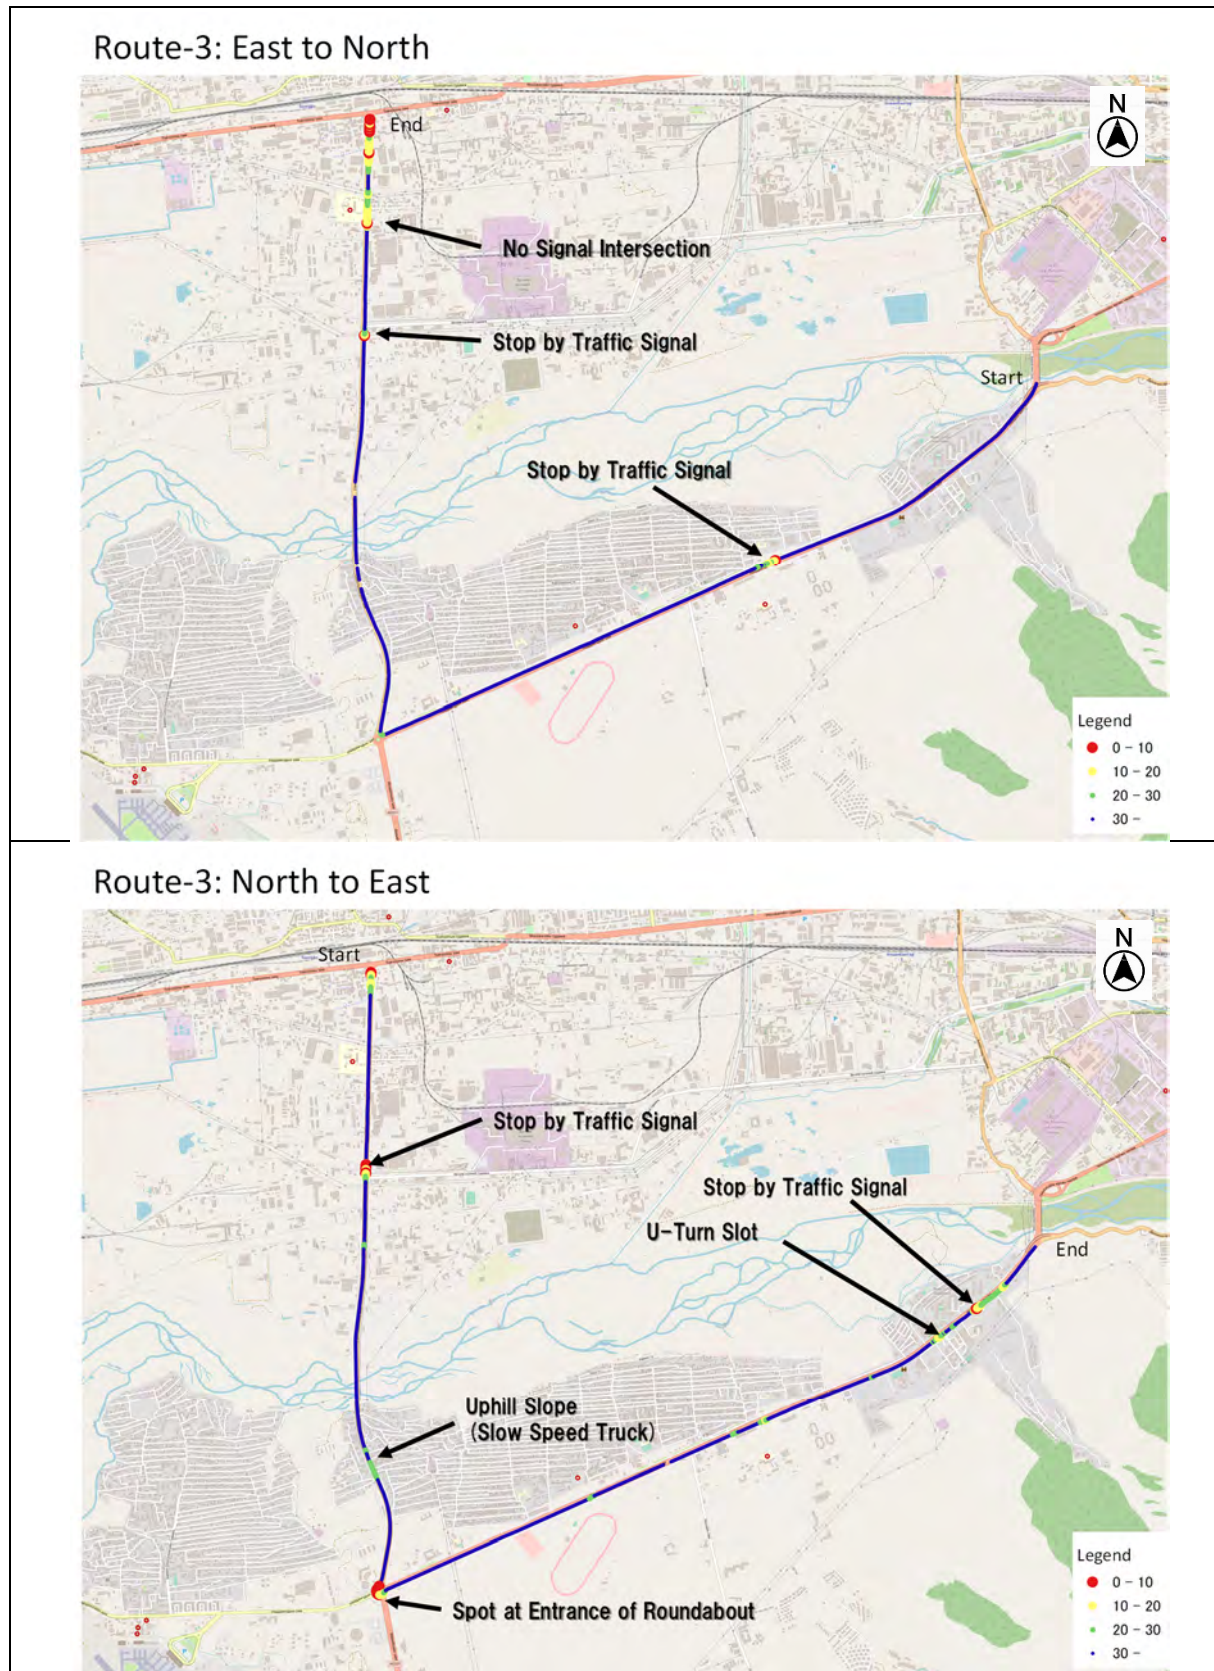 Route-3: East to North
N
End
No Signal Intersection
Stop by Traffic Signal
Start
Stop by Traffic Signal
Legend
0 - 10
10 - 20
20 - 30
30 -
Route-3: North to East
N
Start
Stop by Traffic Signal
Stop by Traffic Signal
U-Turn Slot
End
Uphill Slope
(Slow Speed Truck)
Spot at Entrance of Roundabout
Legend
0 - 10
10 - 20
20 - 30
30 -